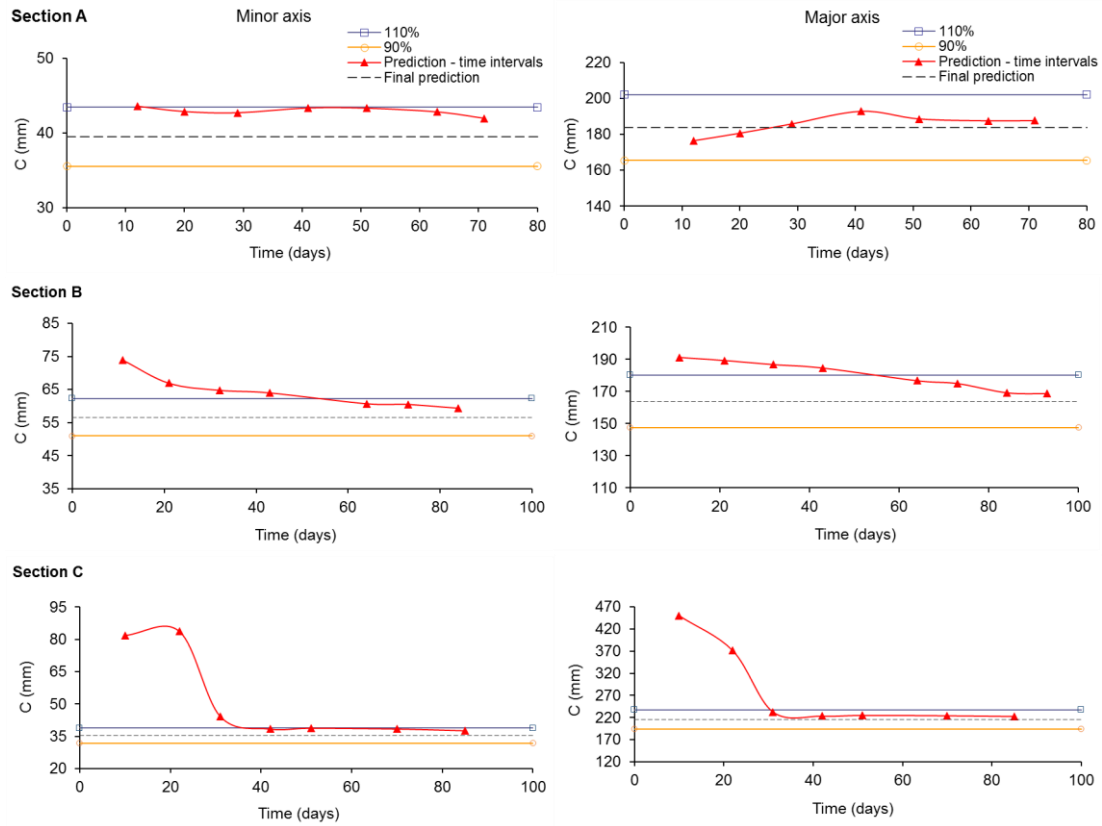 Section A
Minor axis
110%
90%
Prediction - time intervals
Final prediction
C (mm)
50
40
30
0 10 20 30 40 50 60 70 80
Time (days)
Major axis
110%
90%
Prediction - time intervals
Final prediction
C (mm)
220
200
180
160
140
0 10 20 30 40 50 60 70 80
Time (days)
Section B
C (mm)
85
75
65
55
45
35
0 20 40 60 80 100
Time (days)
C (mm)
210
190
170
150
130
110
0 20 40 60 80 100
Time (days)
Section C
C (mm)
95
80
65
50
35
20
0 20 40 60 80 100
Time (days)
C (mm)
470
420
370
320
270
220
170
120
0 20 40 60 80 100
Time (days)